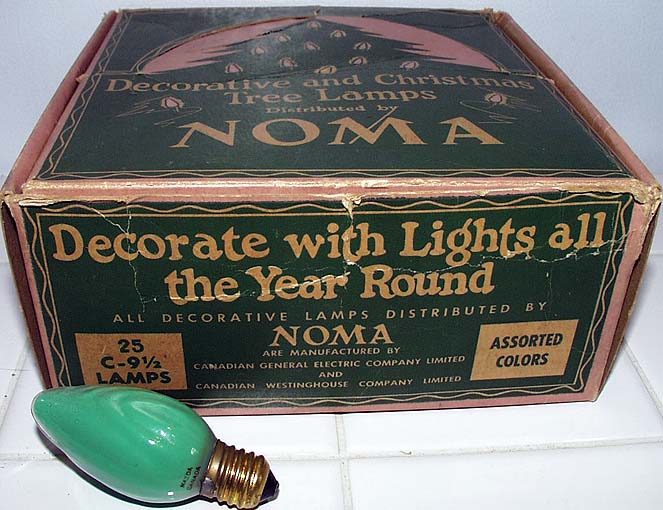 Decorative and Christmas
Tree Lamps
Distributed by
NOMA
Decorate with Lights all
the Year Round
ALL DECORATIVE LAMPS DISTRIBUTED BY
NOMA
ARE MANUFACTURED BY
CANADIAN GENERAL ELECTRIC COMPANY LIMITED
AND
CANADIAN WESTINGHOUSE COMPANY LIMITED
25
C-9½
LAMPS
ASSORTED
COLORS
MAZDA
CANADA